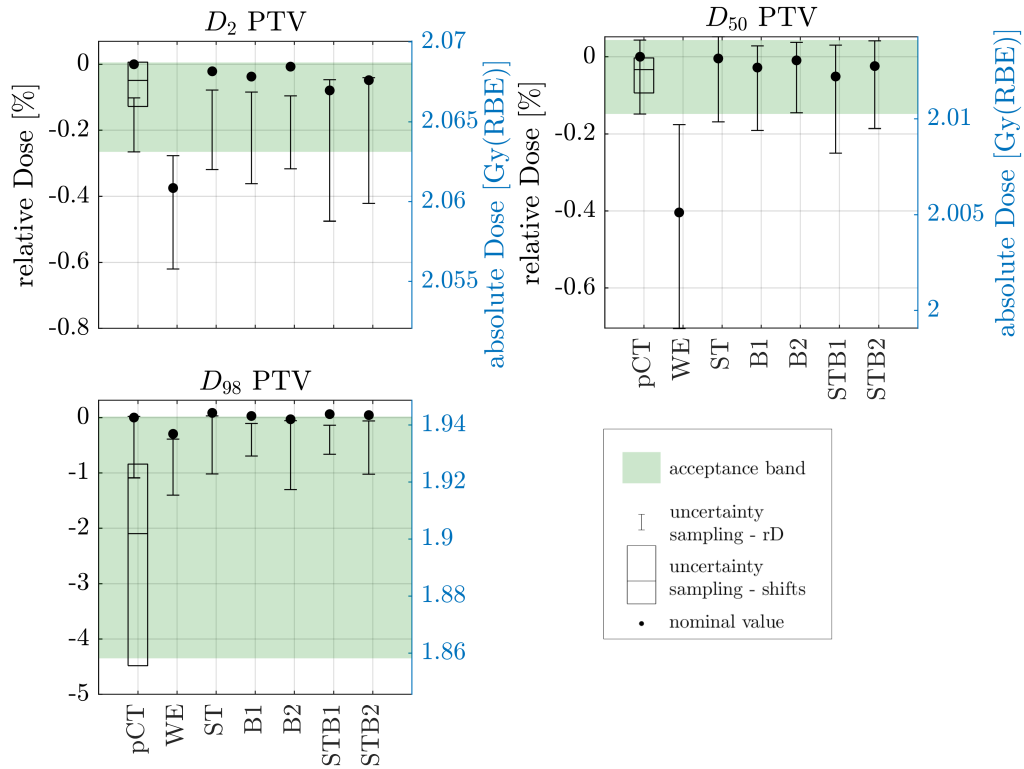 D2 PTV
relative Dose [%]
0
-0.2
-0.4
-0.6
-0.8
2.07
2.065
2.06
2.055
absolute Dose [Gy(RBE)]
D50 PTV
relative Dose [%]
0
-0.2
-0.4
-0.6
2.01
2.005
2
absolute Dose [Gy(RBE)]
pCT
WE
ST
B1
B2
STB1
STB2
D98 PTV
0
-1
-2
-3
-4
-5
1.94
1.92
1.9
1.88
1.86
pCT
WE
ST
B1
B2
STB1
STB2
acceptance band
uncertainty
sampling - rD
uncertainty
sampling - shifts
nominal value